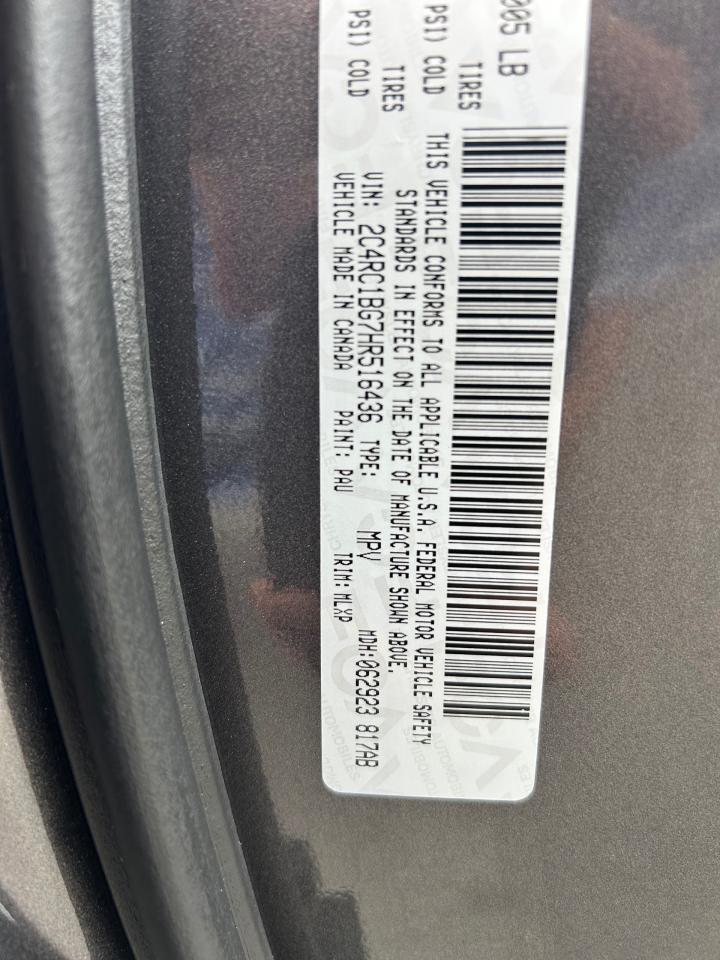 005 LB
TIRES
PSI) COLD
TIRES
PSI) COLD
THIS VEHICLE CONFORMS TO ALL APPLICABLE U.S.A. FEDERAL MOTOR VEHICLE SAFETY
STANDARDS IN EFFECT ON THE DATE OF MANUFACTURE SHOWN ABOVE.
VIN: 2C4RC1BG7HR516436 TYPE: MPV MDH:062923 817AB
VEHICLE MADE IN CANADA PAINT: PAU TRIM:MLXP